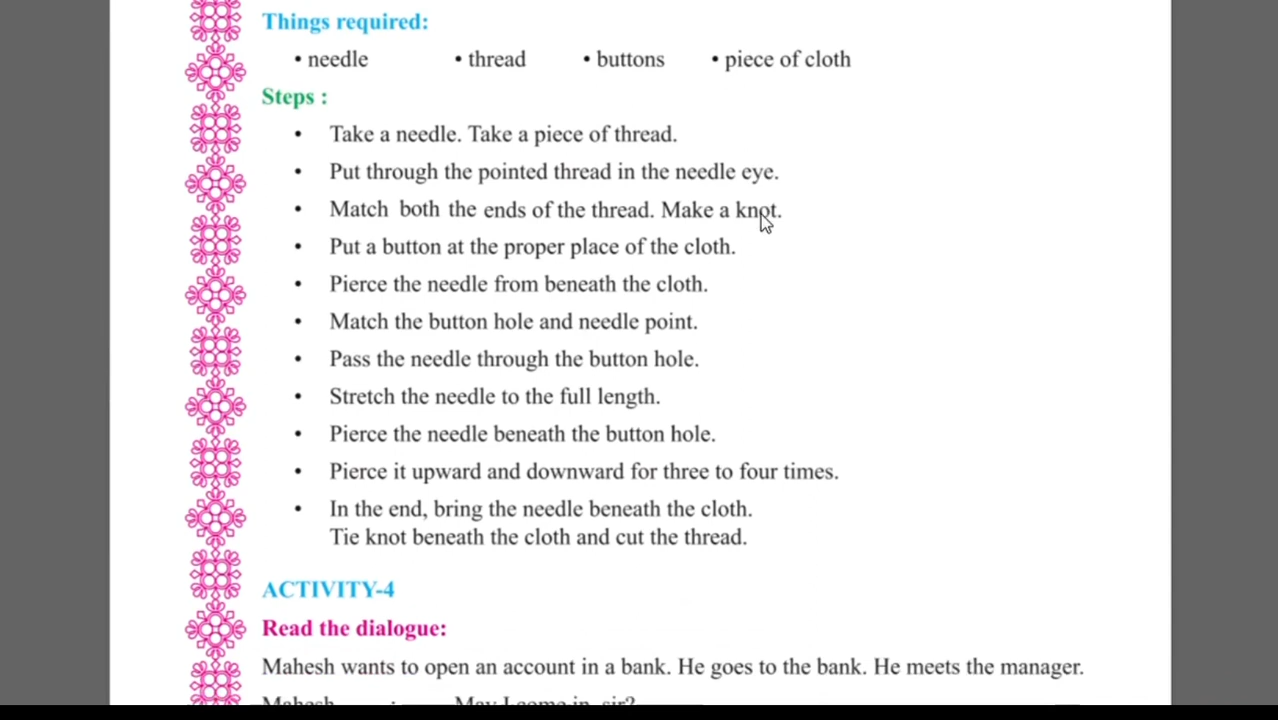 Things required:
• needle • thread • buttons • piece of cloth
Steps :
• Take a needle. Take a piece of thread.
• Put through the pointed thread in the needle eye.
• Match both the ends of the thread. Make a knot.
• Put a button at the proper place of the cloth.
• Pierce the needle from beneath the cloth.
• Match the button hole and needle point.
• Pass the needle through the button hole.
• Stretch the needle to the full length.
• Pierce the needle beneath the button hole.
• Pierce it upward and downward for three to four times.
• In the end, bring the needle beneath the cloth.
Tie knot beneath the cloth and cut the thread.
ACTIVITY-4
Read the dialogue:
Mahesh wants to open an account in a bank. He goes to the bank. He meets the manager.
Mahesh : May I come in, sir?